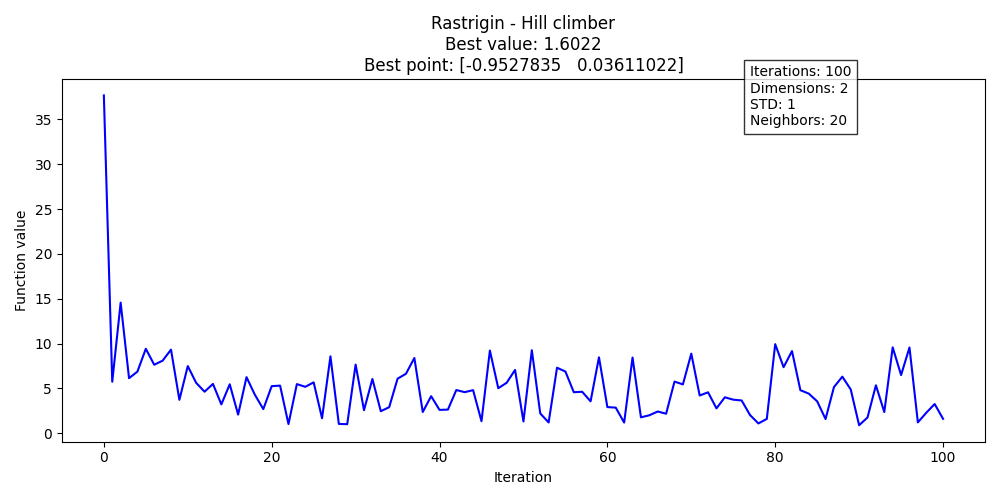 Rastrigin - Hill climber
Best value: 1.6022
Best point: [-0.9527835   0.03611022]
Iterations: 100
Dimensions: 2
STD: 1
Neighbors: 20
Function value
35
30
25
20
15
10
5
0
0
20
40
60
80
100
Iteration